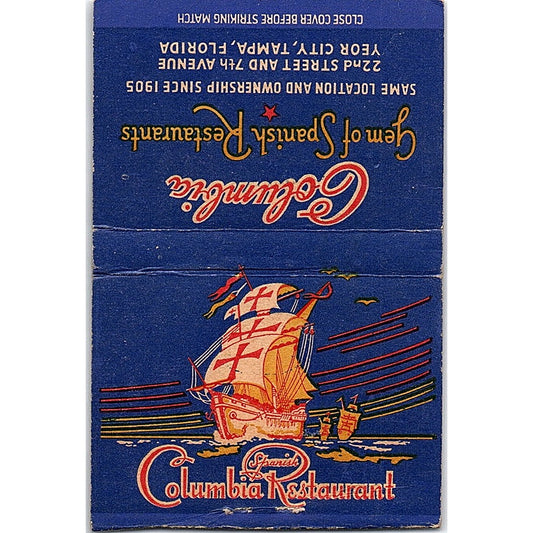 Columbia
Gem of Spanish Restaurants
SAME LOCATION AND OWNERSHIP SINCE 1905
22nd STREET AND 7th AVENUE
YEOR CITY, TAMPA, FLORIDA
CLOSE COVER BEFORE STRIKING MATCH
Spanish
Columbia Restaurant